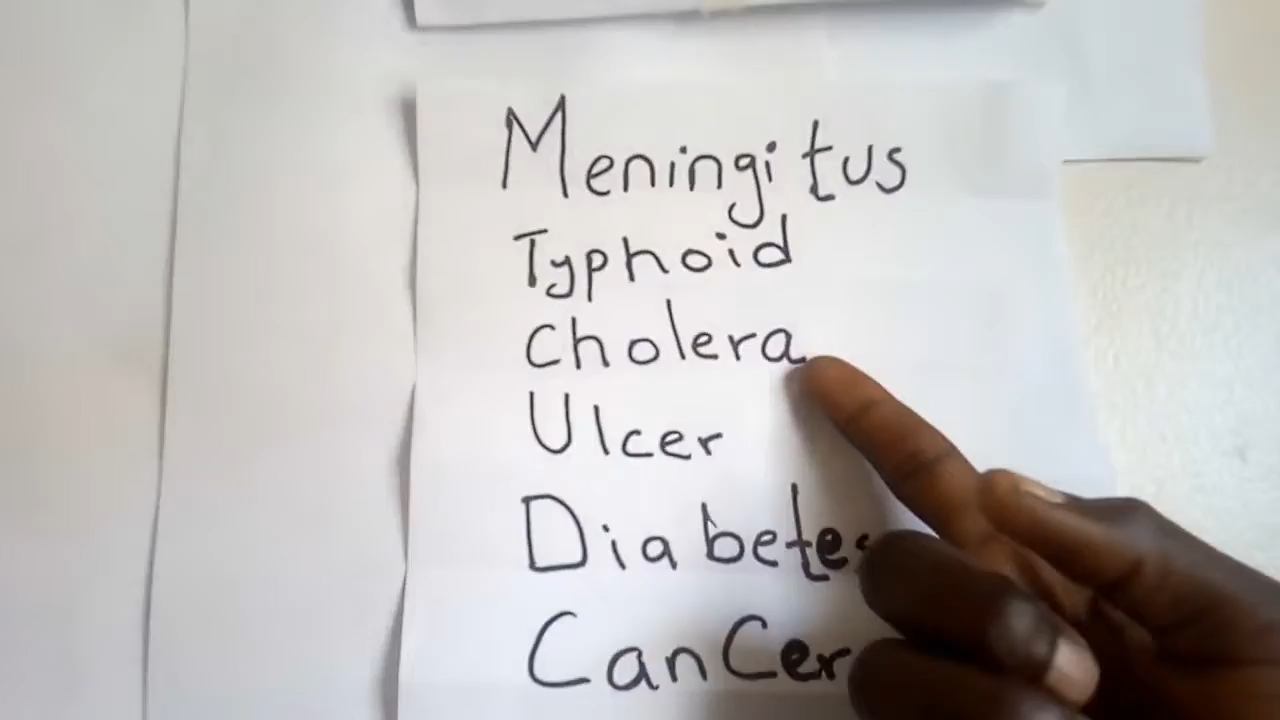 Meningitus
Typhoid
Cholera
Ulcer
Diabetes
CanCer